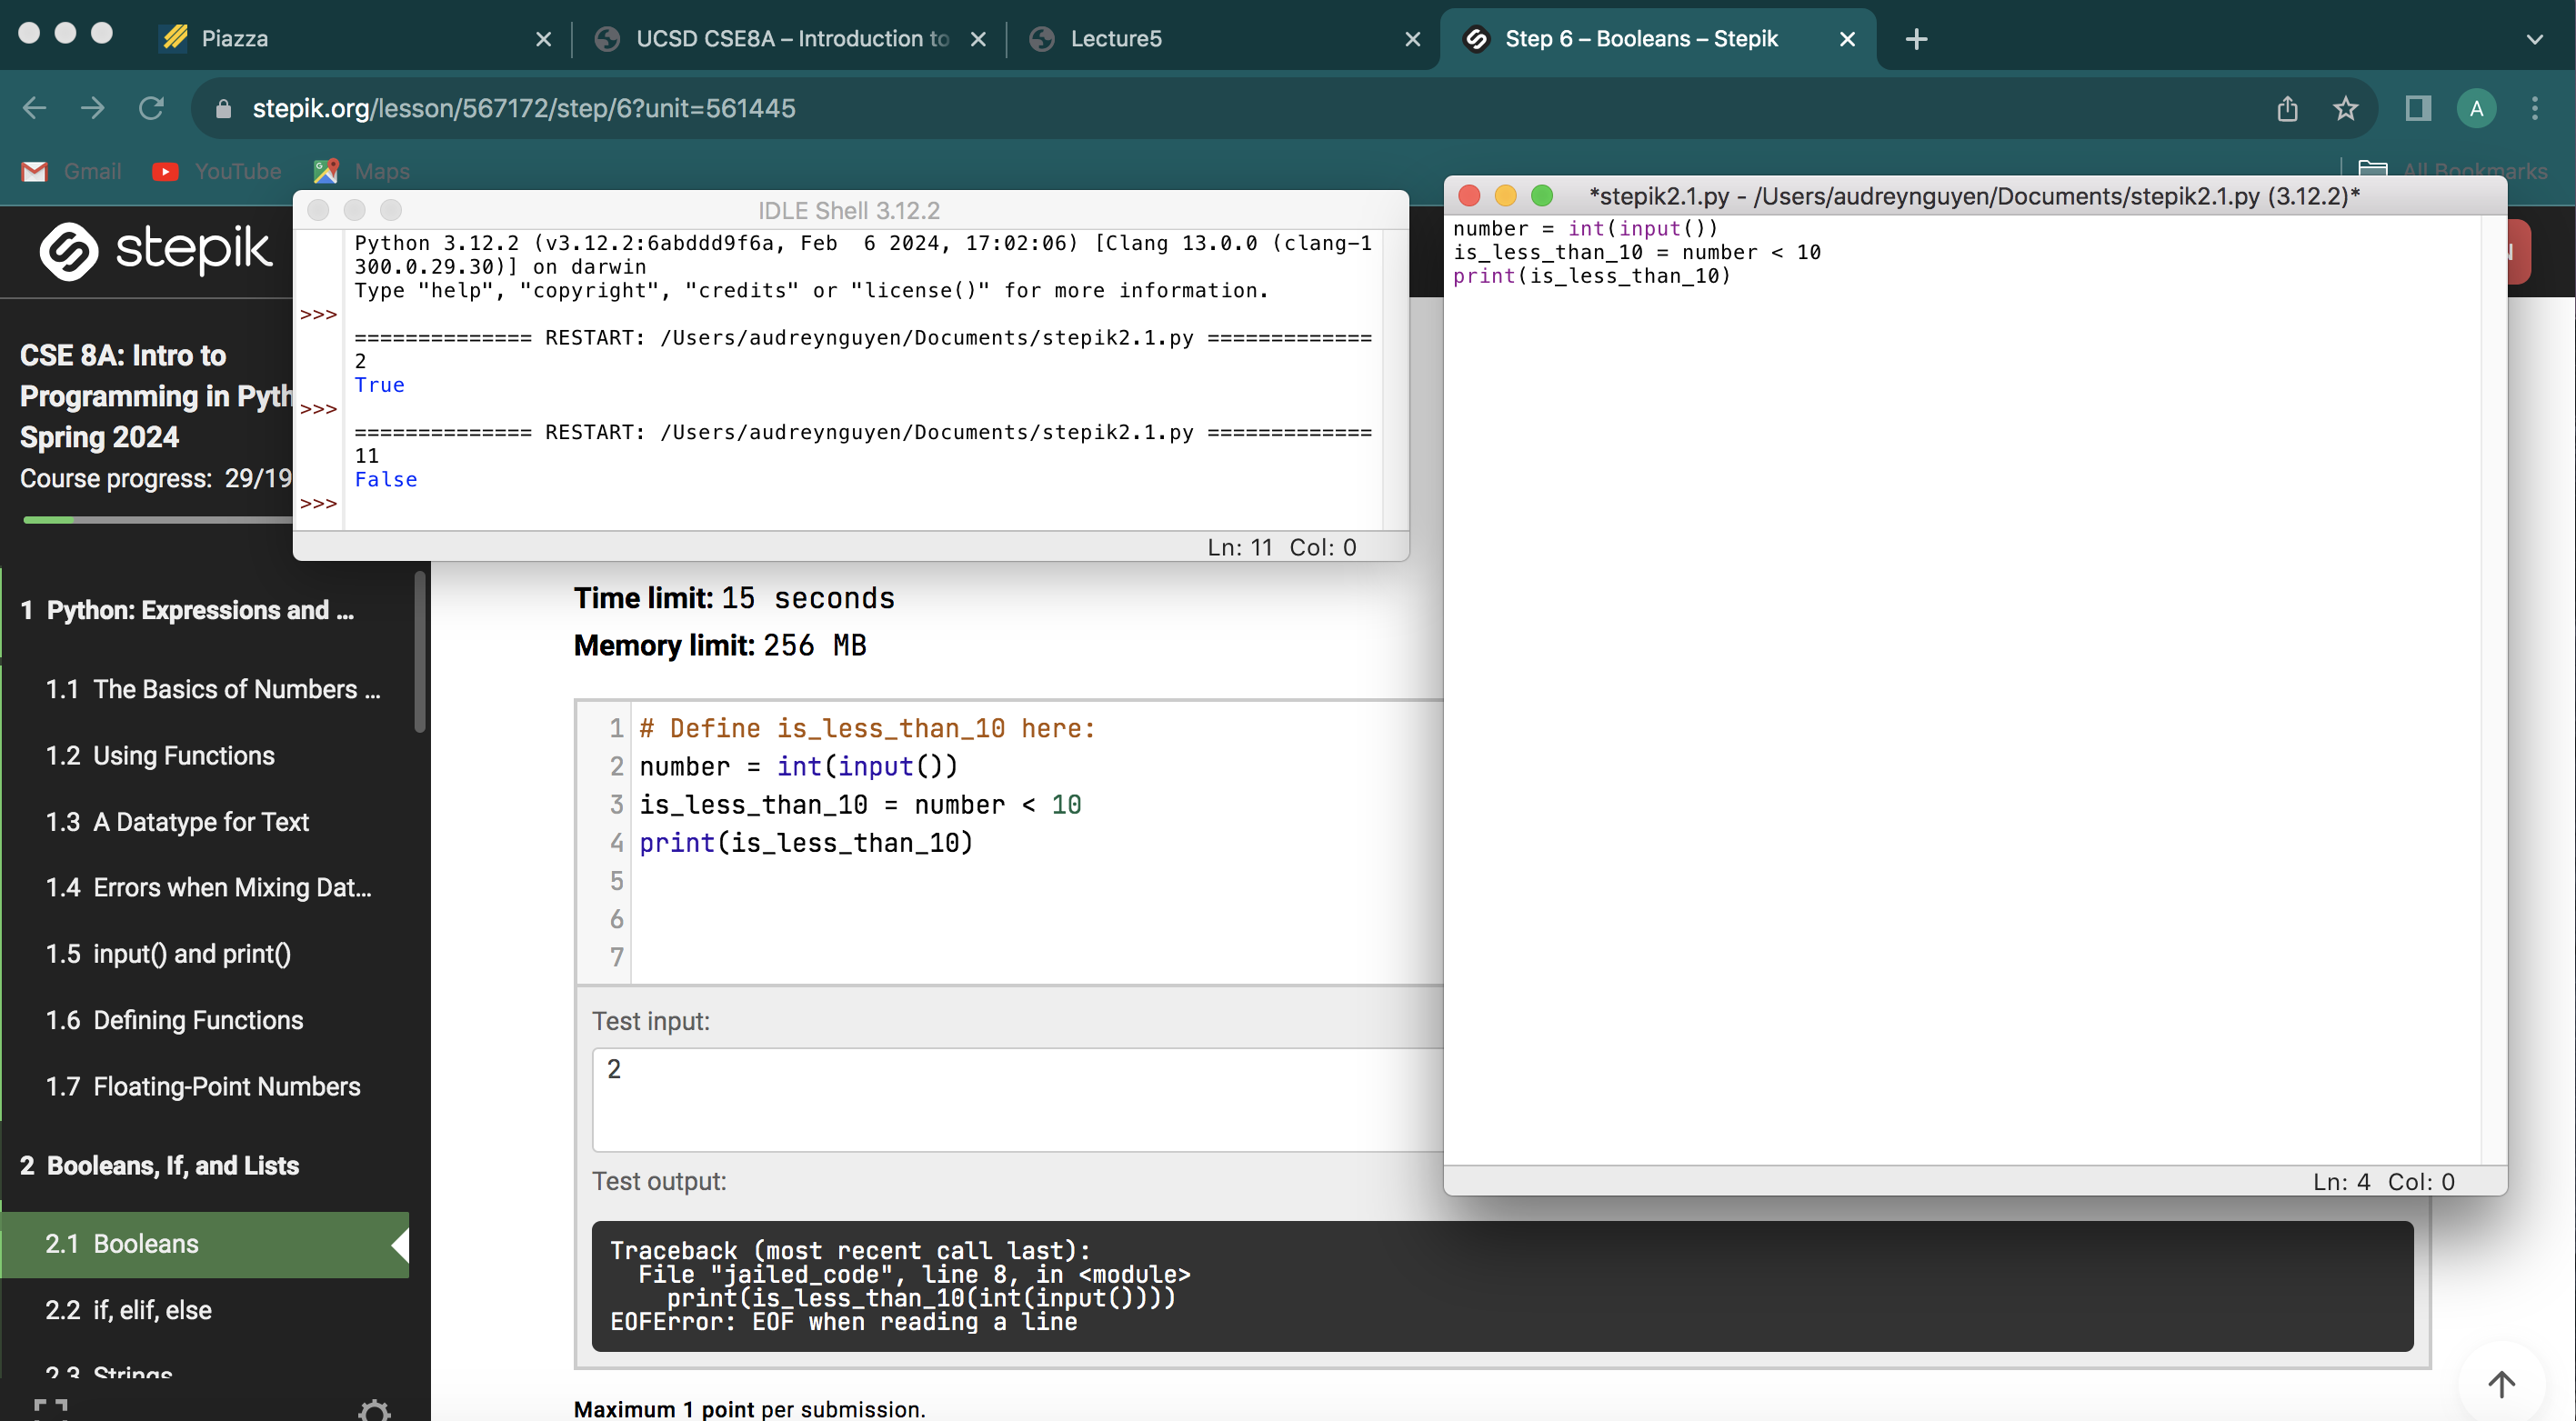 Piazza
UCSD CSE8A – Introduction to
Lecture5
Step 6 – Booleans – Stepik
stepik.org/lesson/567172/step/6?unit=561445
A
Gmail
YouTube
Maps
All Bookmarks
stepik
IDLE Shell 3.12.2
Python 3.12.2 (v3.12.2:6abddd9f6a, Feb  6 2024, 17:02:06) [Clang 13.0.0 (clang-1
300.0.29.30)] on darwin
Type "help", "copyright", "credits" or "license()" for more information.
>>>
============== RESTART: /Users/audreynguyen/Documents/stepik2.1.py =============
2
True
>>>
============== RESTART: /Users/audreynguyen/Documents/stepik2.1.py =============
11
False
>>>
Ln: 11  Col: 0
*stepik2.1.py - /Users/audreynguyen/Documents/stepik2.1.py (3.12.2)*
number = int(input())
is_less_than_10 = number < 10
print(is_less_than_10)
Ln: 4  Col: 0
CSE 8A: Intro to
Programming in Pyth
Spring 2024
Course progress:  29/19
1  Python: Expressions and ...
1.1  The Basics of Numbers ...
1.2  Using Functions
1.3  A Datatype for Text
1.4  Errors when Mixing Dat...
1.5  input() and print()
1.6  Defining Functions
1.7  Floating-Point Numbers
2  Booleans, If, and Lists
2.1  Booleans
2.2  if, elif, else
2.3  Strings
Time limit: 15 seconds
Memory limit: 256 MB
1 # Define is_less_than_10 here:
2 number = int(input())
3 is_less_than_10 = number < 10
4 print(is_less_than_10)
5
6
7
Test input:
2
Test output:
Traceback (most recent call last):
  File "jailed_code", line 8, in <module>
    print(is_less_than_10(int(input())))
EOFError: EOF when reading a line
Maximum 1 point per submission.